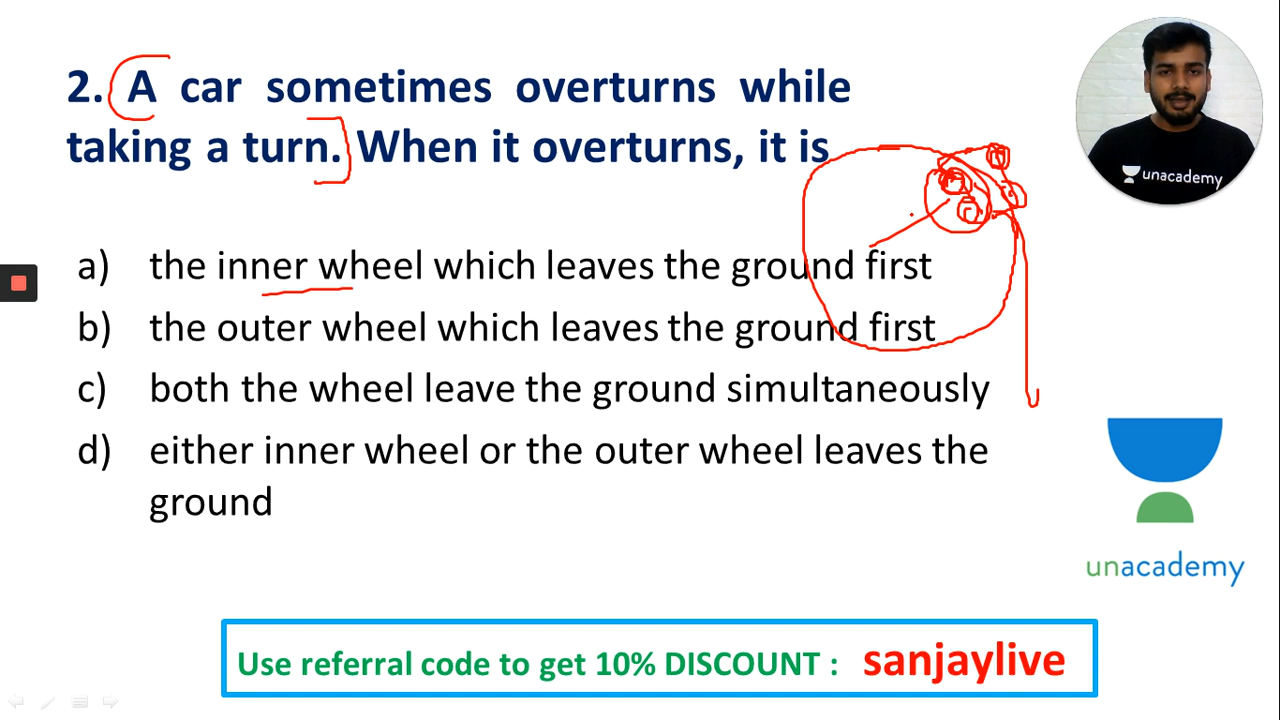 2. A car sometimes overturns while
taking a turn. When it overturns, it is
unacademy
a) the inner wheel which leaves the ground first
b) the outer wheel which leaves the ground first
c) both the wheel leave the ground simultaneously
d) either inner wheel or the outer wheel leaves the
ground
unacademy
Use referral code to get 10% DISCOUNT : sanjaylive